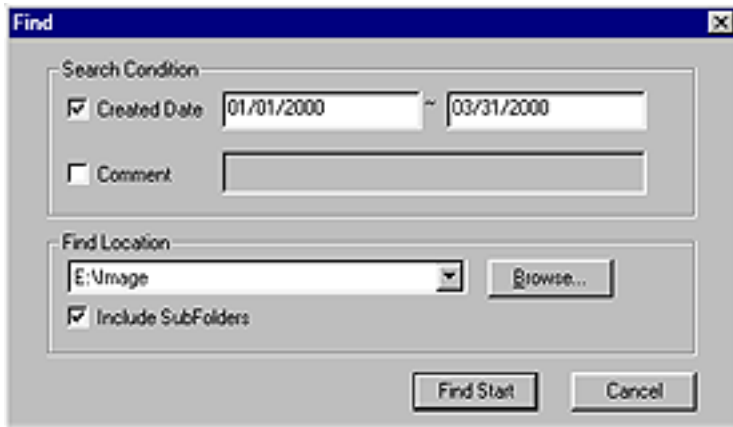 Find
Search Condition
Created Date 01/01/2000 ~ 03/31/2000
Comment
Find Location
E:\Image Browse...
Include SubFolders
Find Start Cancel